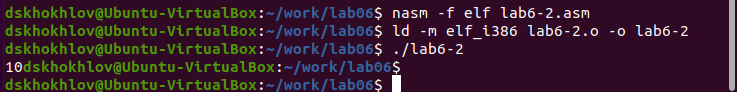 dskhokhlov@Ubuntu-VirtualBox:~/work/lab06$ nasm -f elf lab6-2.asm
dskhokhlov@Ubuntu-VirtualBox:~/work/lab06$ ld -m elf_i386 lab6-2.o -o lab6-2
dskhokhlov@Ubuntu-VirtualBox:~/work/lab06$ ./lab6-2
10dskhokhlov@Ubuntu-VirtualBox:~/work/lab06$
dskhokhlov@Ubuntu-VirtualBox:~/work/lab06$